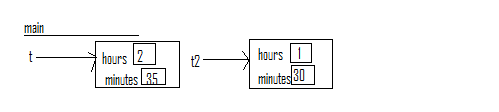 main
t hours 2 t2 hours 1
minutes 35 minutes 30